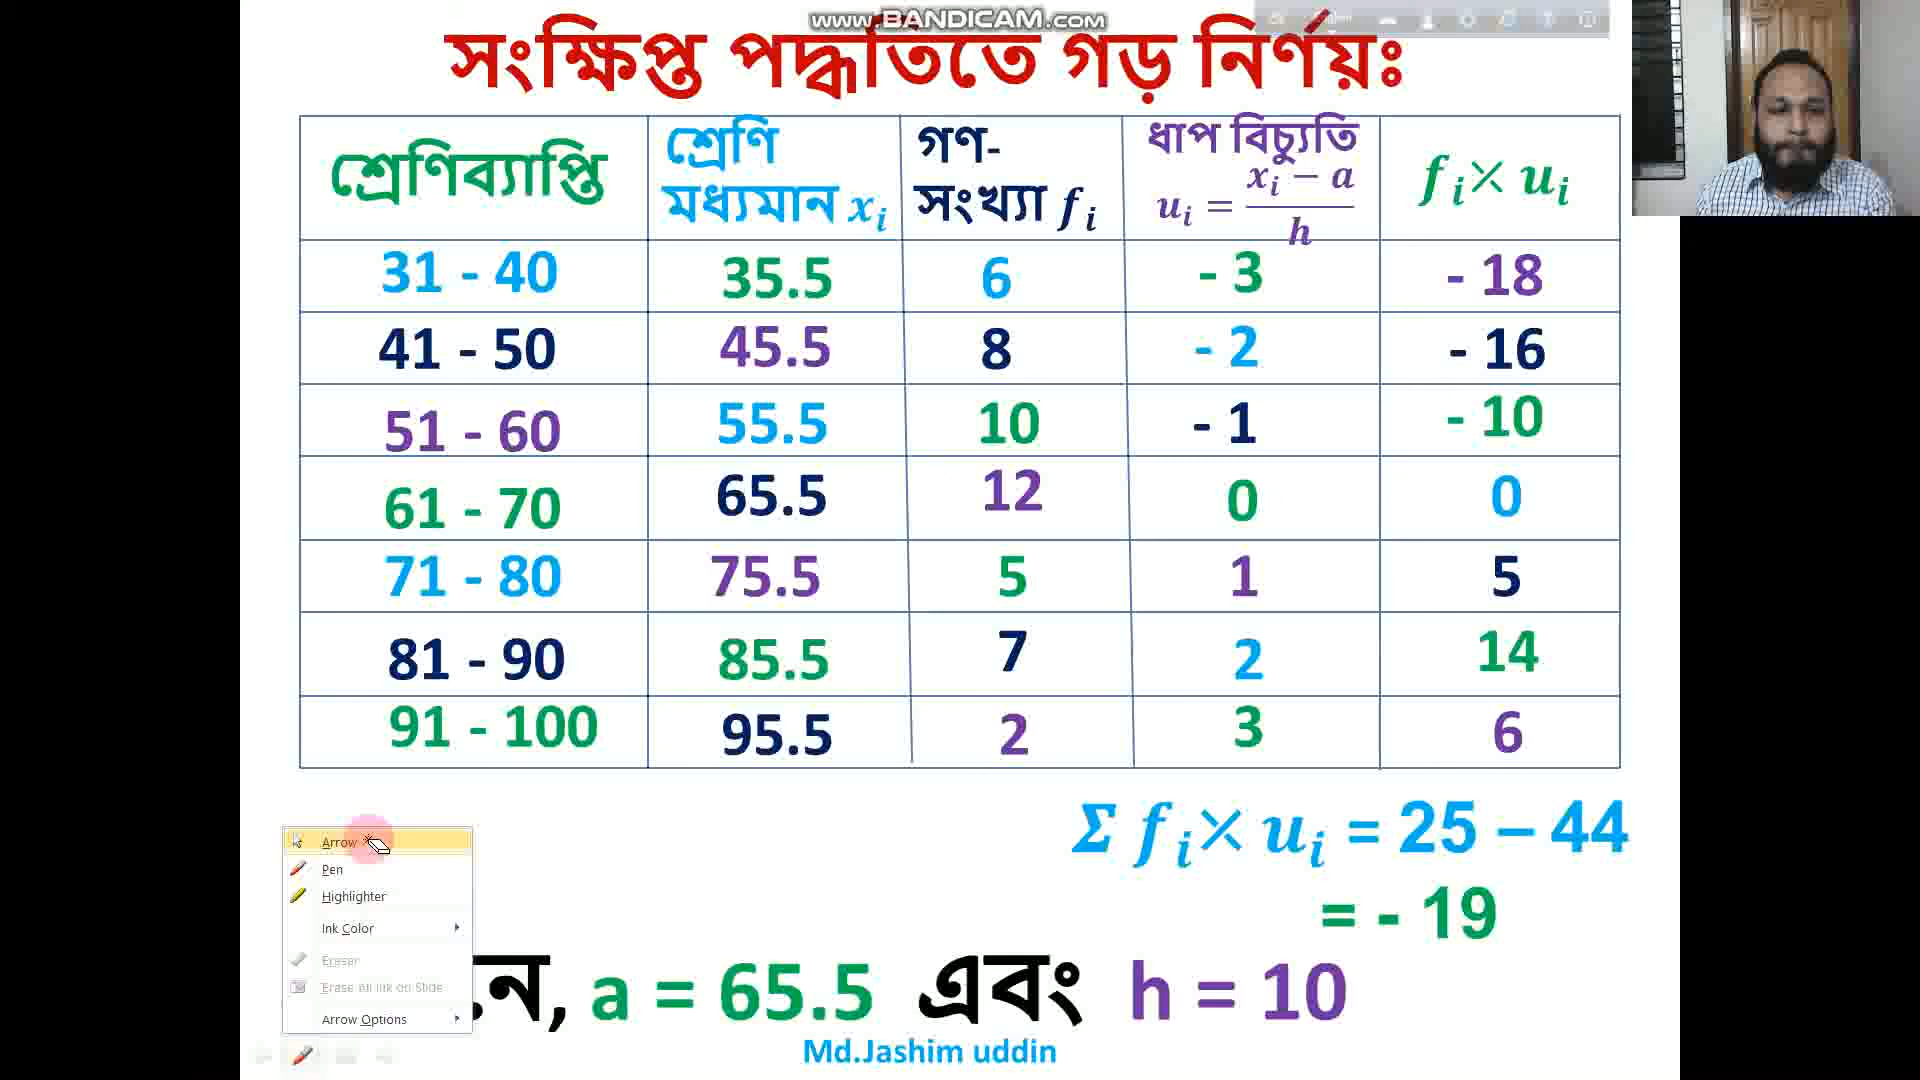 www.BANDICAM.com
সংক্ষিপ্ত পদ্ধতিতে গড় নির্ণয়ঃ
শ্রেণিব্যাপ্তি | শ্রেণি মধ্যমান xᵢ | গণ-সংখ্যা fᵢ | ধাপ বিচ্যুতি uᵢ = (xᵢ − a)/h | fᵢ × uᵢ
31 - 40 | 35.5 | 6 | - 3 | - 18
41 - 50 | 45.5 | 8 | - 2 | - 16
51 - 60 | 55.5 | 10 | - 1 | - 10
61 - 70 | 65.5 | 12 | 0 | 0
71 - 80 | 75.5 | 5 | 1 | 5
81 - 90 | 85.5 | 7 | 2 | 14
91 - 100 | 95.5 | 2 | 3 | 6
Σ fᵢ × uᵢ = 25 – 44
= - 19
a = 65.5 এবং h = 10
Md.Jashim uddin
Arrow
Pen
Highlighter
Ink Color
Eraser
Erase All Ink on Slide
Arrow Options